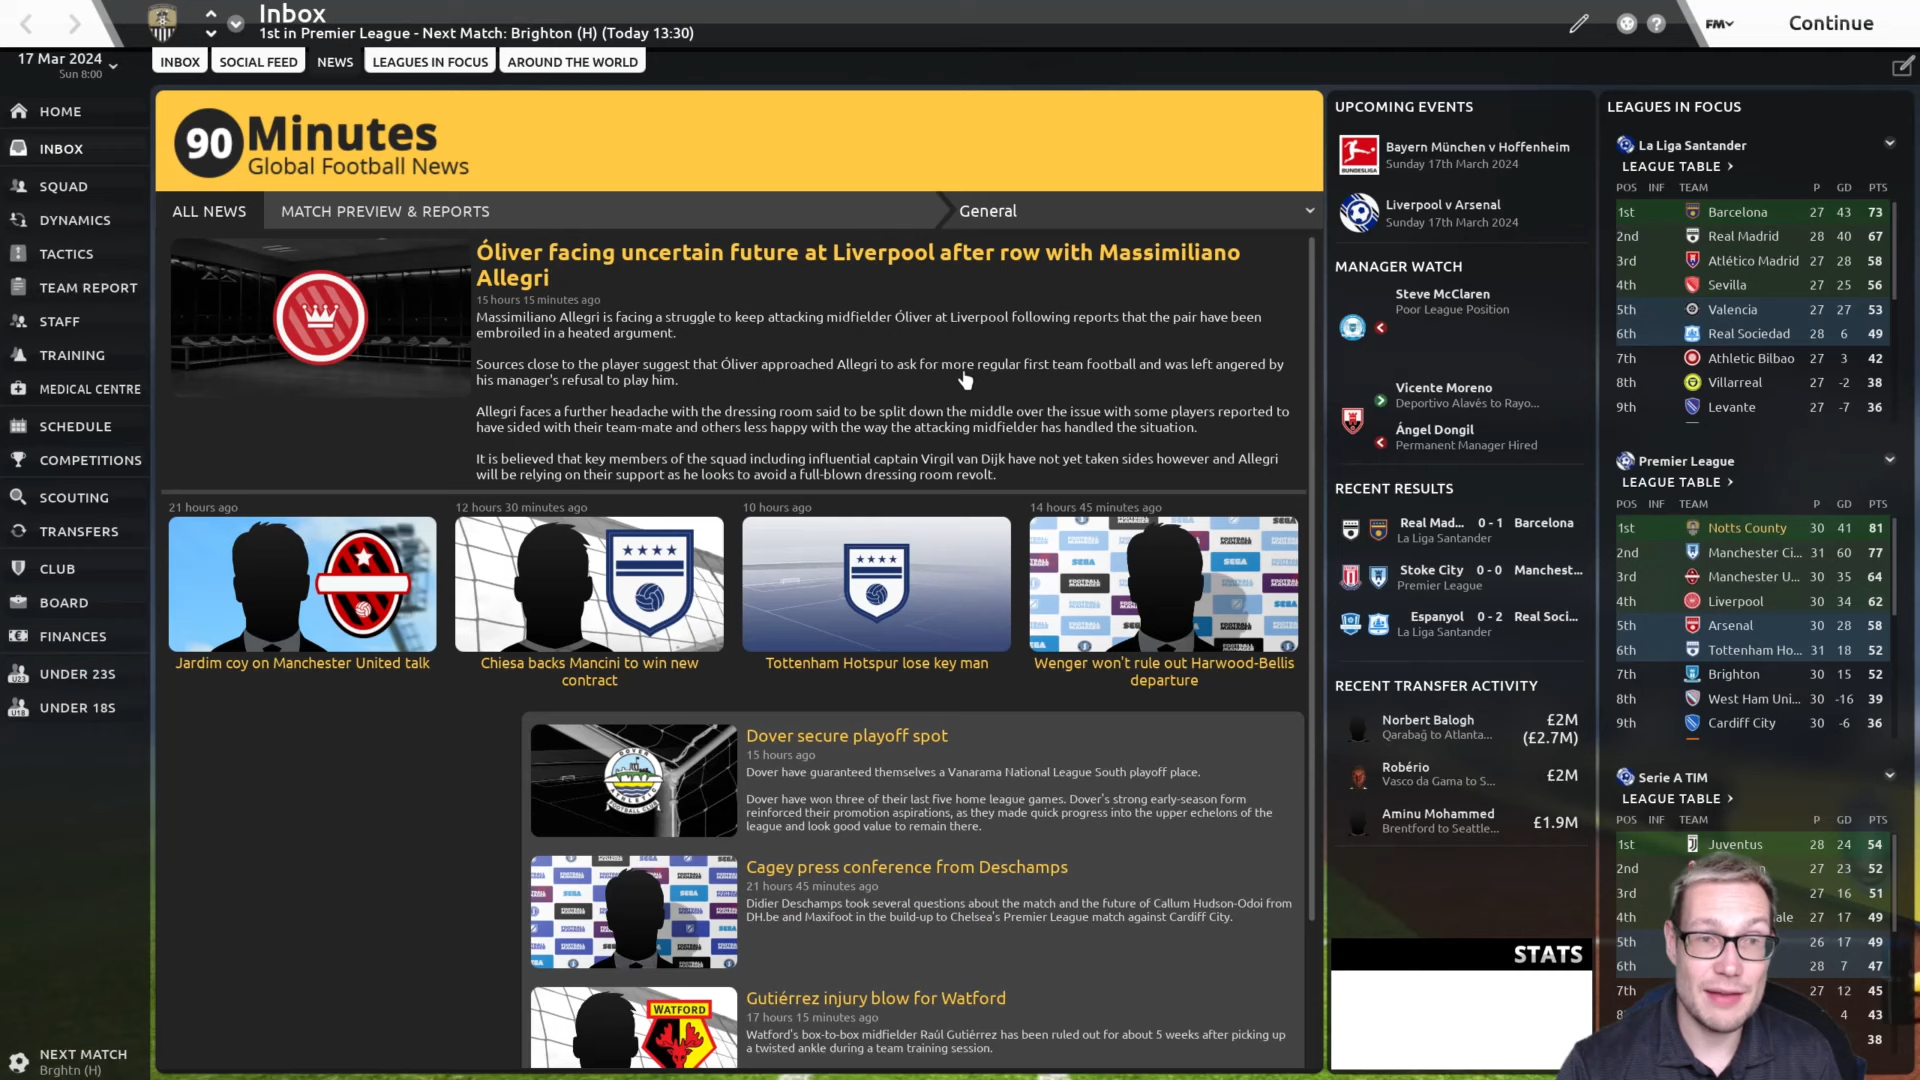 Inbox
1st in Premier League - Next Match: Brighton (H) (Today 13:30)
FM
Continue
17 Mar 2024
Sun 8:00
INBOX
SOCIAL FEED
NEWS
LEAGUES IN FOCUS
AROUND THE WORLD
HOME
INBOX
SQUAD
DYNAMICS
TACTICS
TEAM REPORT
STAFF
TRAINING
MEDICAL CENTRE
SCHEDULE
COMPETITIONS
SCOUTING
TRANSFERS
CLUB
BOARD
FINANCES
UNDER 23S
UNDER 18S
NEXT MATCH
Brghtn (H)
90 Minutes
Global Football News
ALL NEWS
MATCH PREVIEW & REPORTS
General
Óliver facing uncertain future at Liverpool after row with Massimiliano
Allegri
15 hours 15 minutes ago
Massimiliano Allegri is facing a struggle to keep attacking midfielder Óliver at Liverpool following reports that the pair have been
embroiled in a heated argument.
Sources close to the player suggest that Óliver approached Allegri to ask for more regular first team football and was left angered by
his manager's refusal to play him.
Allegri faces a further headache with the dressing room said to be split down the middle over the issue with some players reported to
have sided with their team-mate and others less happy with the way the attacking midfielder has handled the situation.
It is believed that key members of the squad including influential captain Virgil van Dijk have not yet taken sides however and Allegri
will be relying on their support as he looks to avoid a full-blown dressing room revolt.
21 hours ago
Jardim coy on Manchester United talk
12 hours 30 minutes ago
Chiesa backs Mancini to win new
contract
10 hours ago
Tottenham Hotspur lose key man
14 hours 45 minutes ago
Wenger won't rule out Harwood-Bellis
departure
Dover secure playoff spot
15 hours ago
Dover have guaranteed themselves a Vanarama National League South playoff place.
Dover have won three of their last five home league games. Dover's strong early-season form
reinforced their promotion aspirations, as they made quick progress into the upper echelons of the
league and look good value to remain there.
Cagey press conference from Deschamps
21 hours 45 minutes ago
Didier Deschamps took several questions about the match and the future of Callum Hudson-Odoi from
DH.be and Maxifoot in the build-up to Chelsea's Premier League match against Cardiff City.
WATFORD
Gutiérrez injury blow for Watford
17 hours 15 minutes ago
Watford's box-to-box midfielder Raúl Gutiérrez has been ruled out for about 5 weeks after picking up
a twisted ankle during a team training session.
UPCOMING EVENTS
Bayern München v Hoffenheim
Sunday 17th March 2024
Liverpool v Arsenal
Sunday 17th March 2024
MANAGER WATCH
Steve McClaren
Poor League Position
Vicente Moreno
Deportivo Alavés to Rayo...
Ángel Dongil
Permanent Manager Hired
RECENT RESULTS
Real Mad... 0 - 1 Barcelona
La Liga Santander
Stoke City 0 - 0 Manchest...
Premier League
Espanyol 0 - 2 Real Soci...
La Liga Santander
RECENT TRANSFER ACTIVITY
Norbert Balogh £2M
Qarabağ to Atlanta... (£2.7M)
Robério £2M
Vasco da Gama to S...
Aminu Mohammed £1.9M
Brentford to Seattle...
STATS
LEAGUES IN FOCUS
La Liga Santander
LEAGUE TABLE >
POS INF TEAM P GD PTS
1st Barcelona 27 43 73
2nd Real Madrid 28 40 67
3rd Atlético Madrid 27 28 58
4th Sevilla 27 25 56
5th Valencia 27 27 53
6th Real Sociedad 28 6 49
7th Athletic Bilbao 27 3 42
8th Villarreal 27 -2 38
9th Levante 27 -7 36
Premier League
LEAGUE TABLE >
POS INF TEAM P GD PTS
1st Notts County 30 41 81
2nd Manchester Ci... 31 60 77
3rd Manchester U... 30 35 64
4th Liverpool 30 34 62
5th Arsenal 30 28 58
6th Tottenham Ho... 31 18 52
7th Brighton 30 15 52
8th West Ham Uni... 30 -16 39
9th Cardiff City 30 -6 36
Serie A TIM
LEAGUE TABLE >
POS INF TEAM P GD PTS
1st Juventus 28 24 54
2nd 27 23 52
3rd 27 16 51
4th ale 27 17 49
5th 26 17 49
6th 28 7 47
7th 27 12 45
8 4 43
38